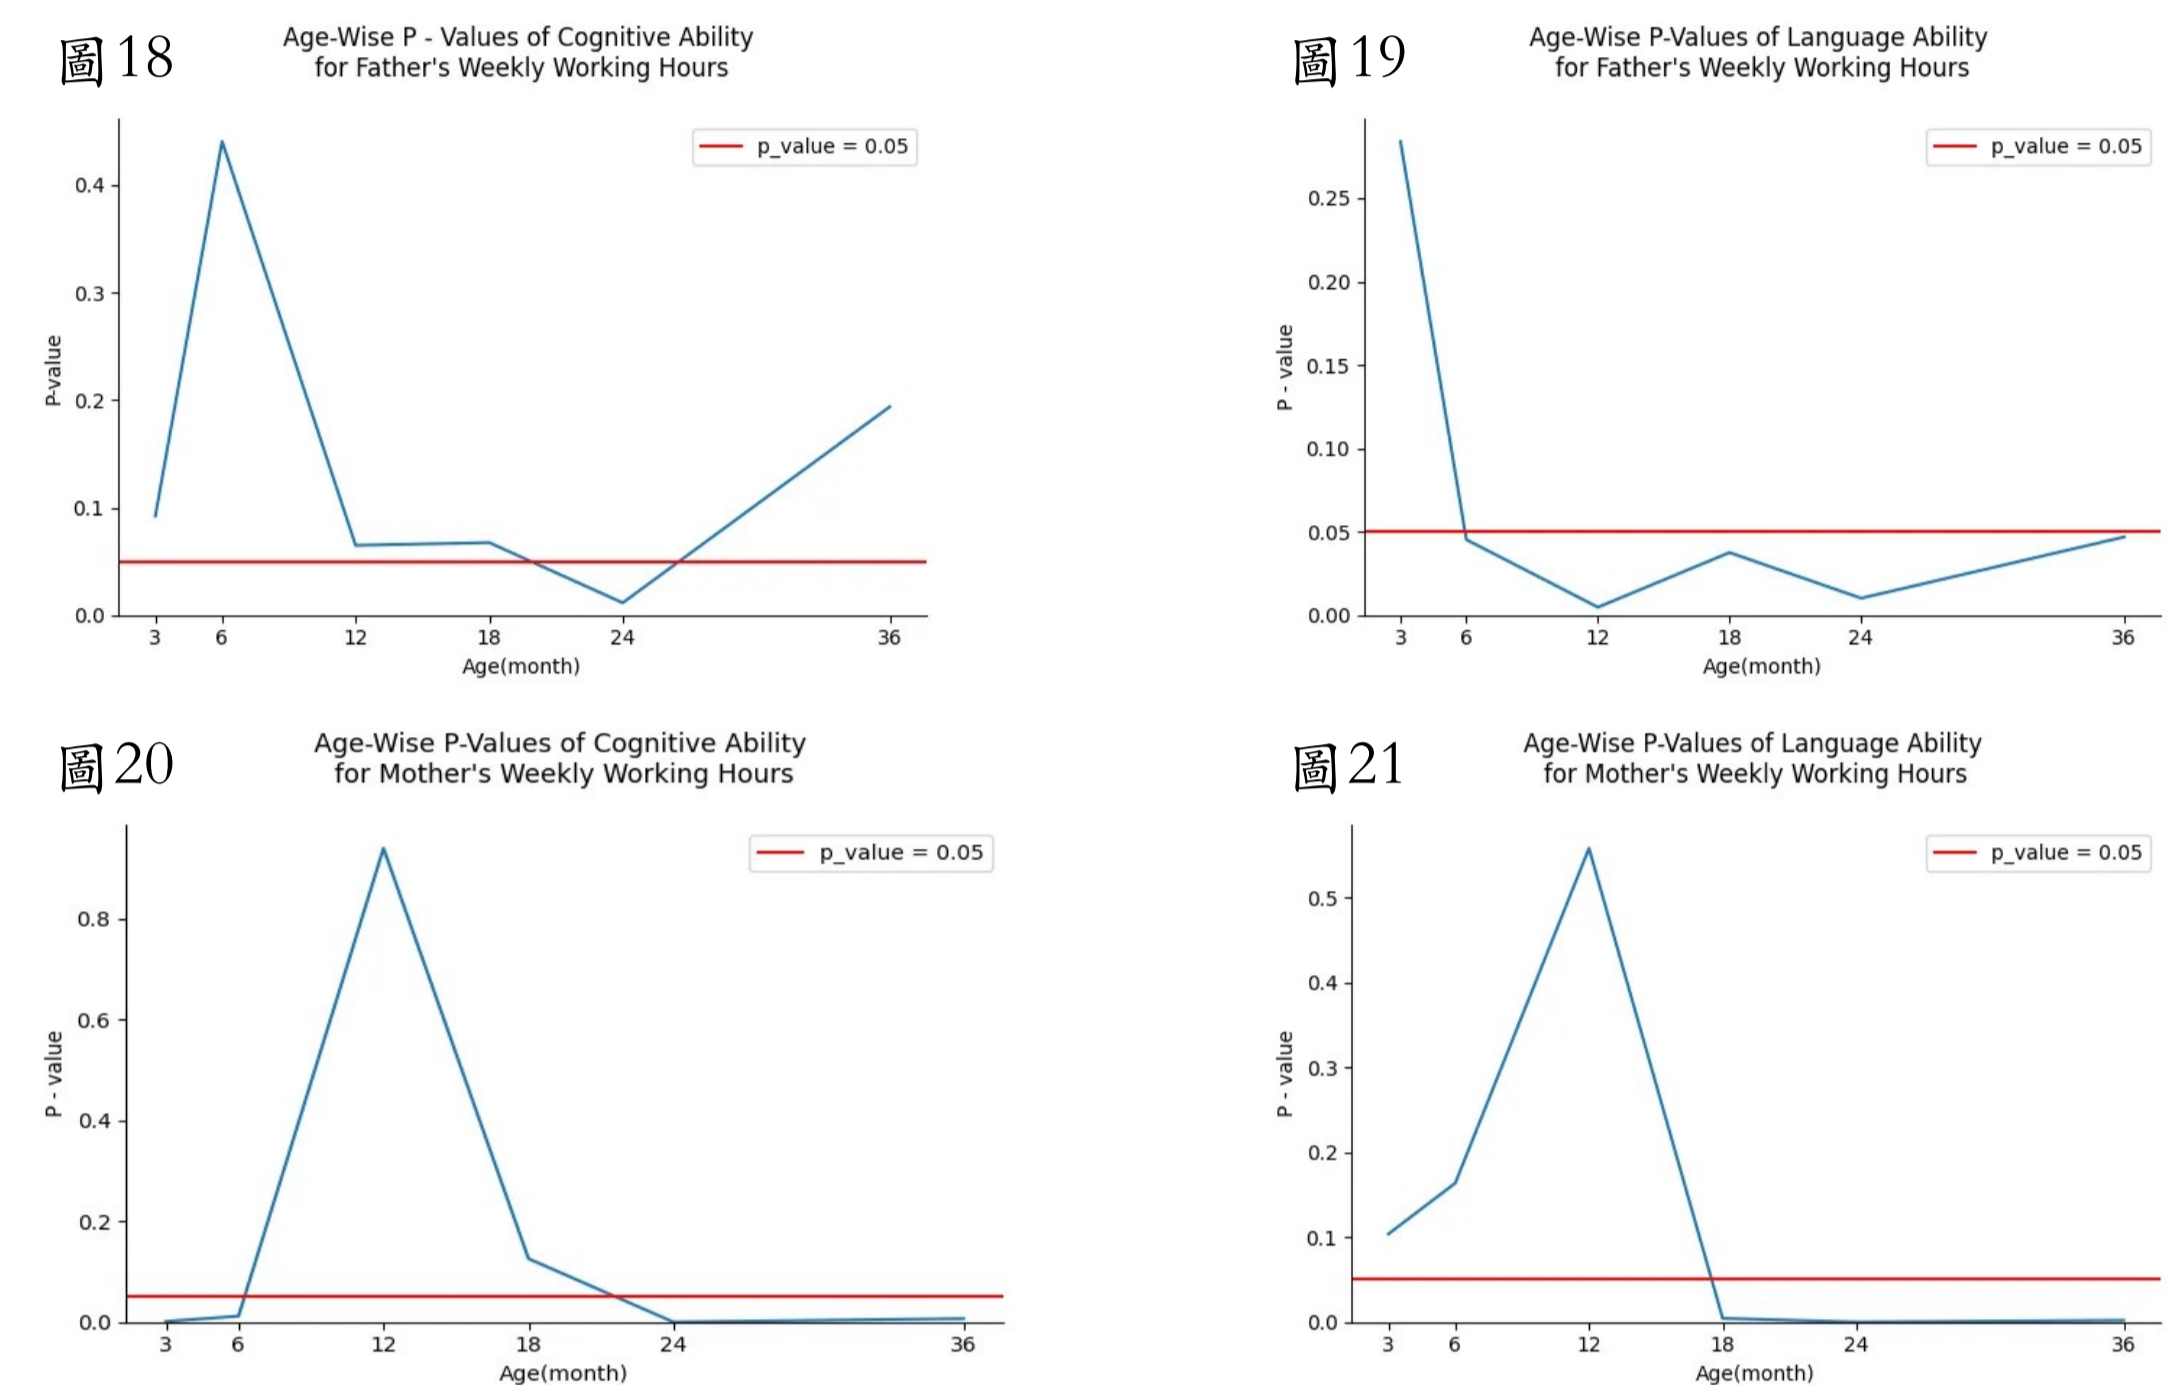 圖18
Age-Wise P - Values of Cognitive Ability
for Father's Weekly Working Hours
p_value = 0.05
P-value
0.4
0.3
0.2
0.1
0.0
3 6 12 18 24 36
Age(month)
圖19
Age-Wise P-Values of Language Ability
for Father's Weekly Working Hours
p_value = 0.05
P - value
0.25
0.20
0.15
0.10
0.05
0.00
3 6 12 18 24 36
Age(month)
圖20
Age-Wise P-Values of Cognitive Ability
for Mother's Weekly Working Hours
p_value = 0.05
P - value
0.8
0.6
0.4
0.2
0.0
3 6 12 18 24 36
Age(month)
圖21
Age-Wise P-Values of Language Ability
for Mother's Weekly Working Hours
p_value = 0.05
P - value
0.5
0.4
0.3
0.2
0.1
0.0
3 6 12 18 24 36
Age(month)